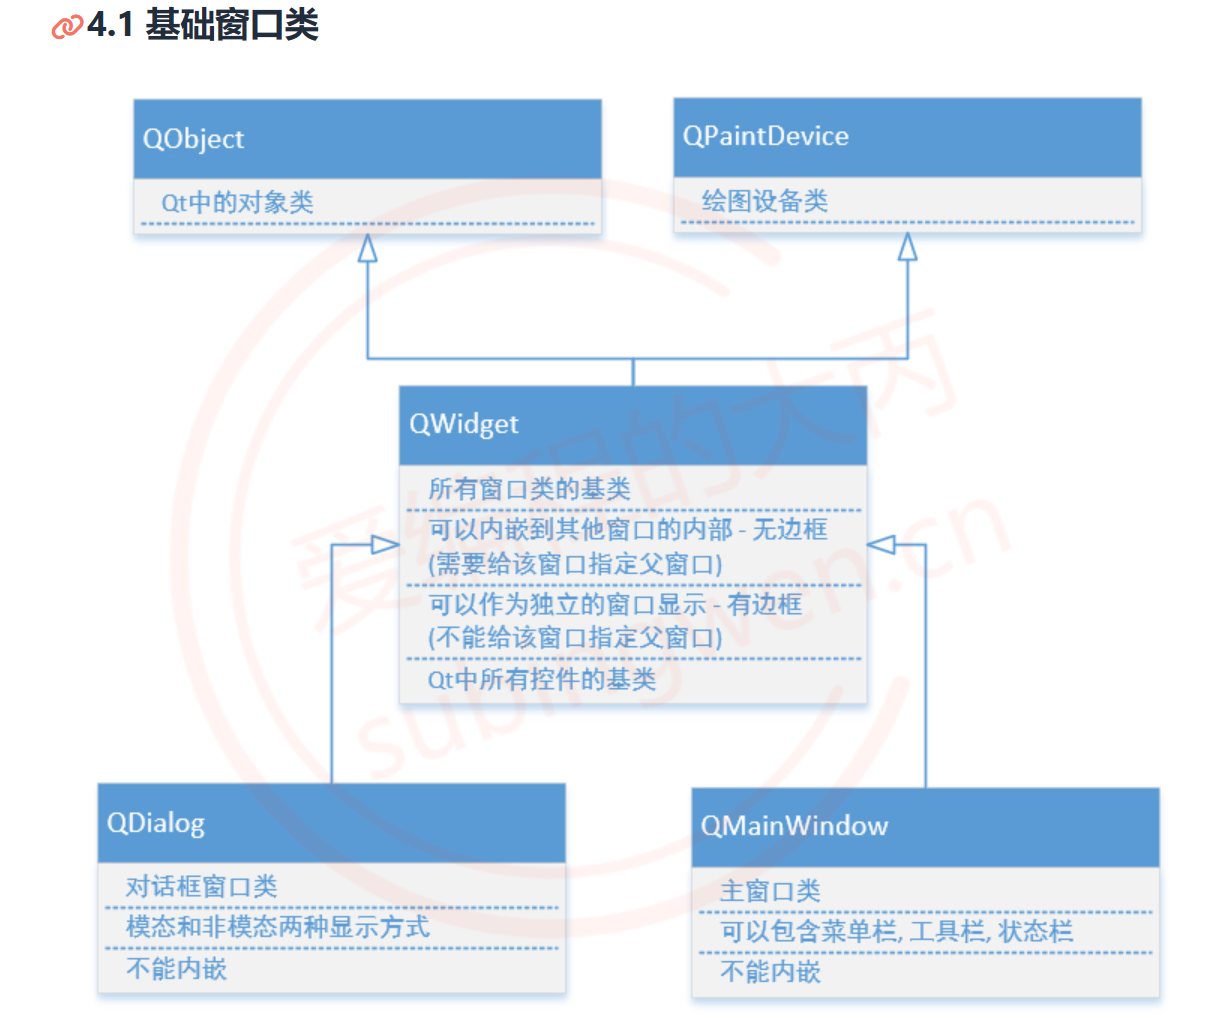 4.1 基础窗口类
QObject
Qt中的对象类
QPaintDevice
绘图设备类
QWidget
所有窗口类的基类
可以内嵌到其他窗口的内部 - 无边框
(需要给该窗口指定父窗口)
可以作为独立的窗口显示 - 有边框
(不能给该窗口指定父窗口)
Qt中所有控件的基类
QDialog
对话框窗口类
模态和非模态两种显示方式
不能内嵌
QMainWindow
主窗口类
可以包含菜单栏, 工具栏, 状态栏
不能内嵌
爱编程的大丙
subingwen.cn